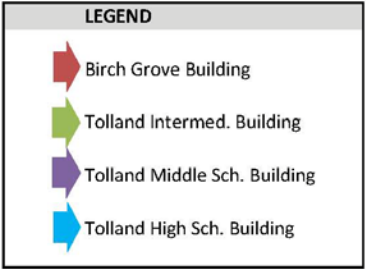 LEGEND
Birch Grove Building
Tolland Intermed. Building
Tolland Middle Sch. Building
Tolland High Sch. Building